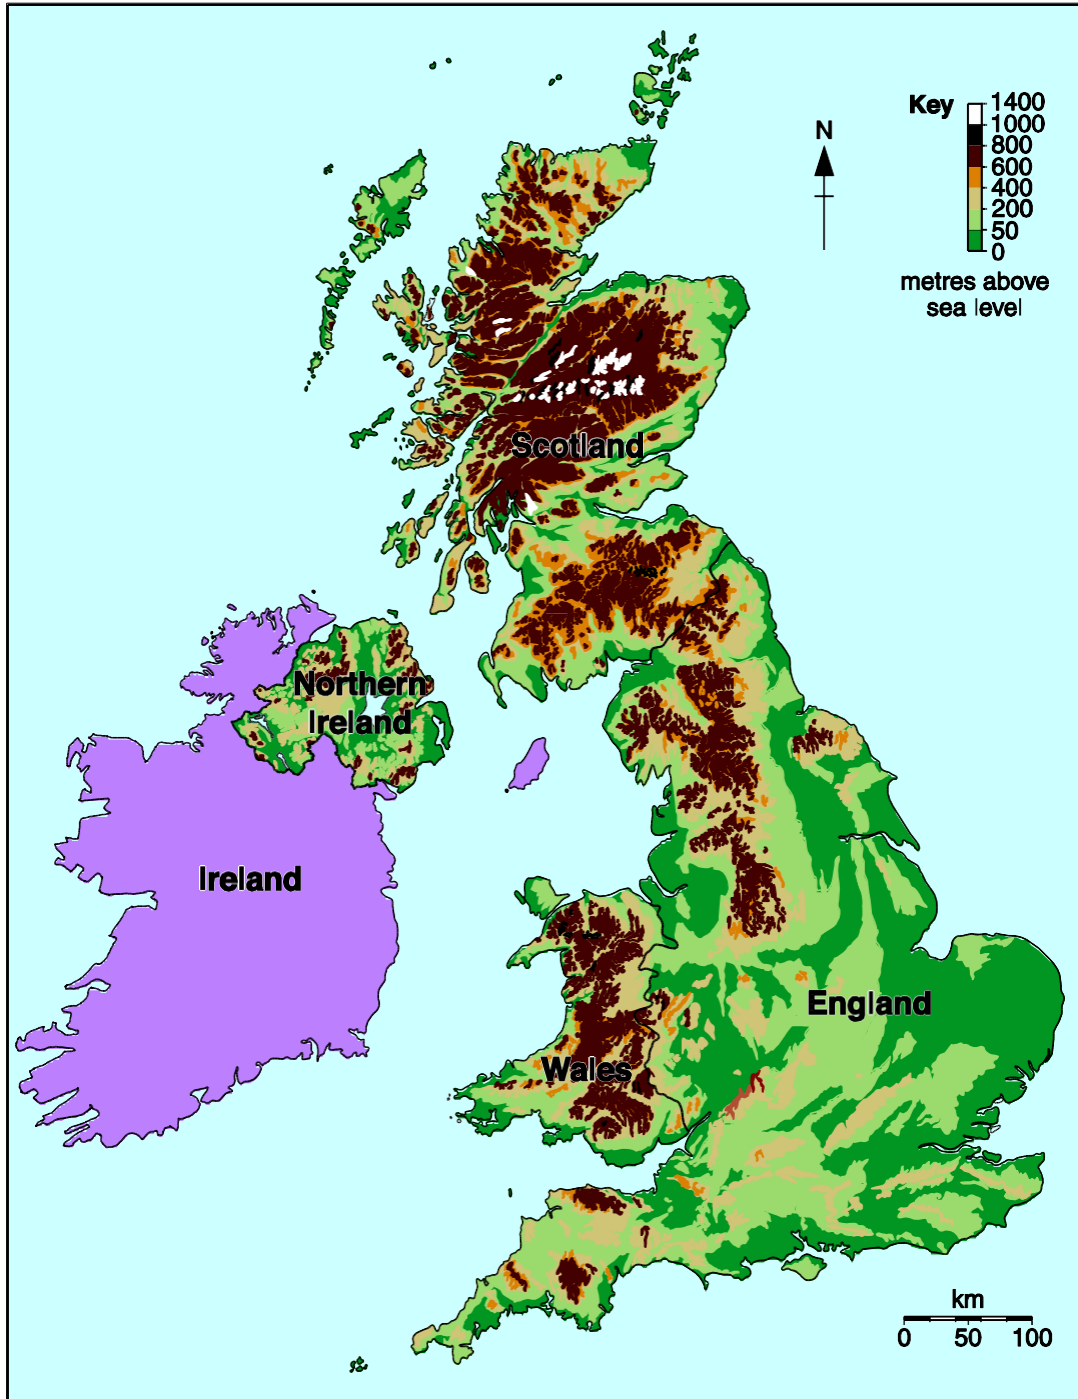 N
Key
1400
1000
800
600
400
200
50
0
metres above
sea level
Scotland
Northern
Ireland
Ireland
England
Wales
km
0 50 100